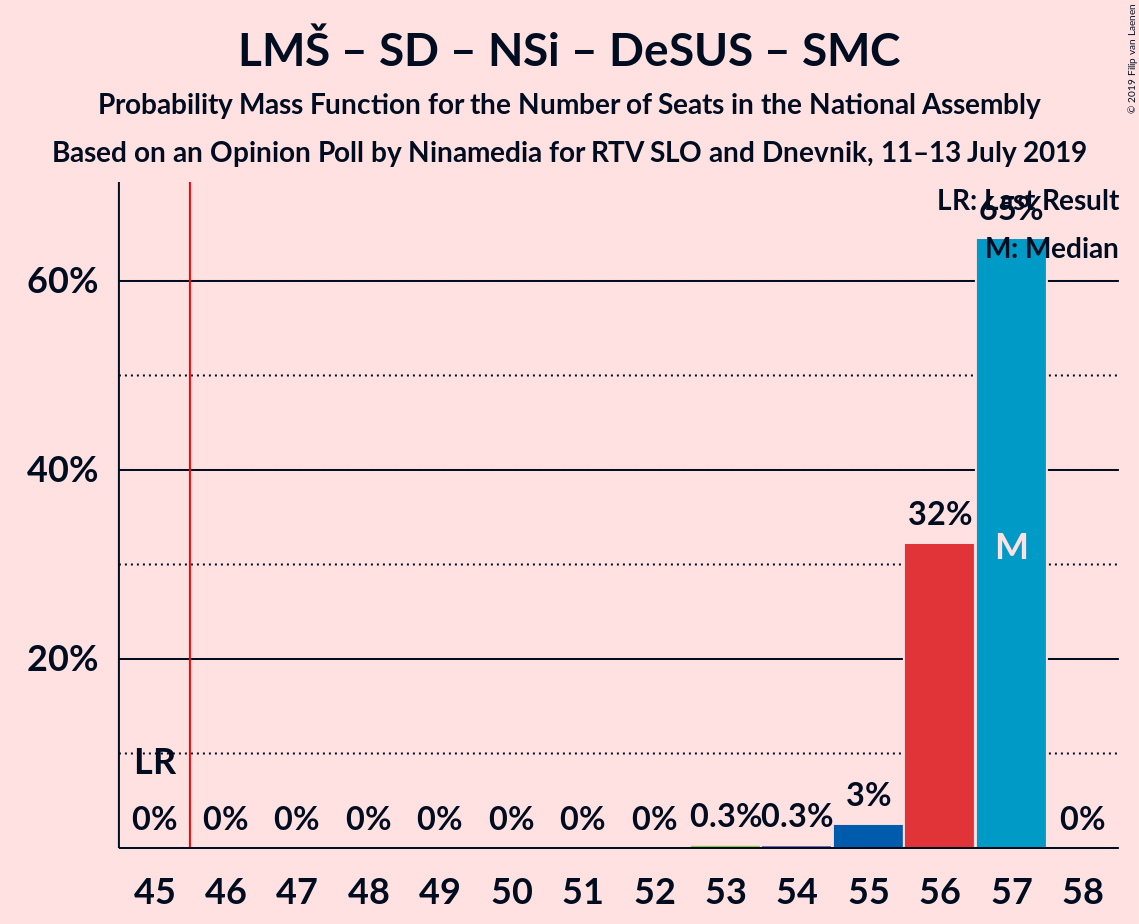 LMŠ – SD – NSi – DeSUS – SMC
Probability Mass Function for the Number of Seats in the National Assembly
Based on an Opinion Poll by Ninamedia for RTV SLO and Dnevnik, 11–13 July 2019
© 2019 Filip van Laenen
LR: Last Result
65%
M: Median
60%
40%
32%
M
20%
LR
3%
0% 0% 0% 0% 0% 0% 0% 0% 0.3% 0.3% 0%
45 46 47 48 49 50 51 52 53 54 55 56 57 58